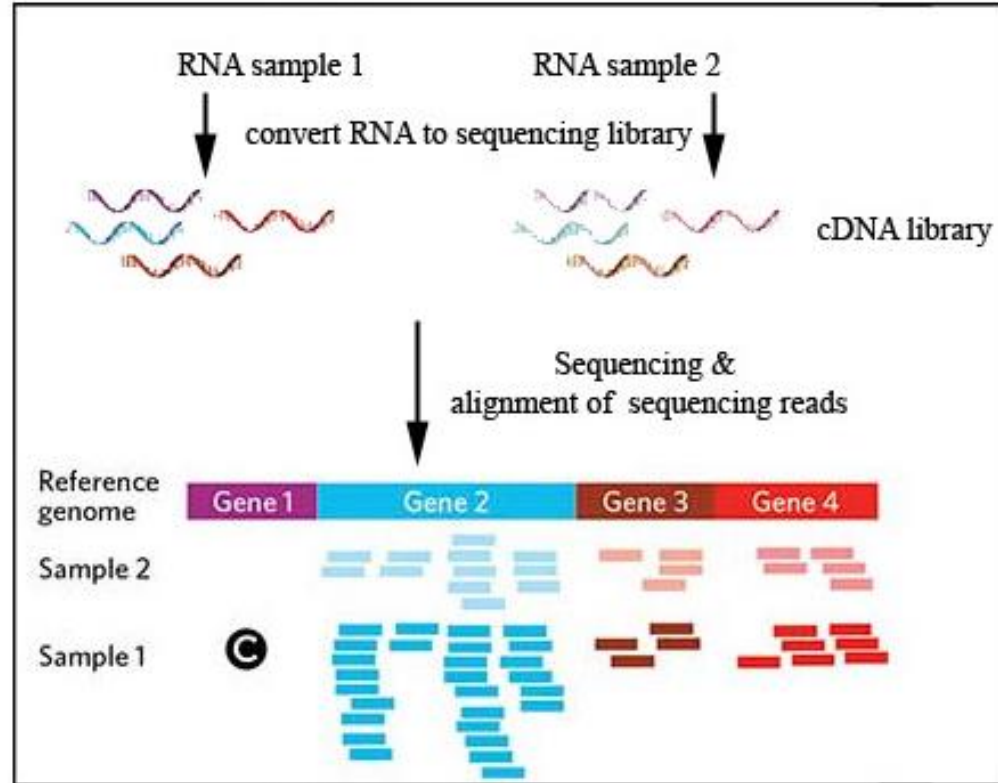 RNA sample 1
RNA sample 2
convert RNA to sequencing library
cDNA library
Sequencing &
alignment of sequencing reads
Reference
genome
Gene 1
Gene 2
Gene 3
Gene 4
Sample 2
Sample 1
C